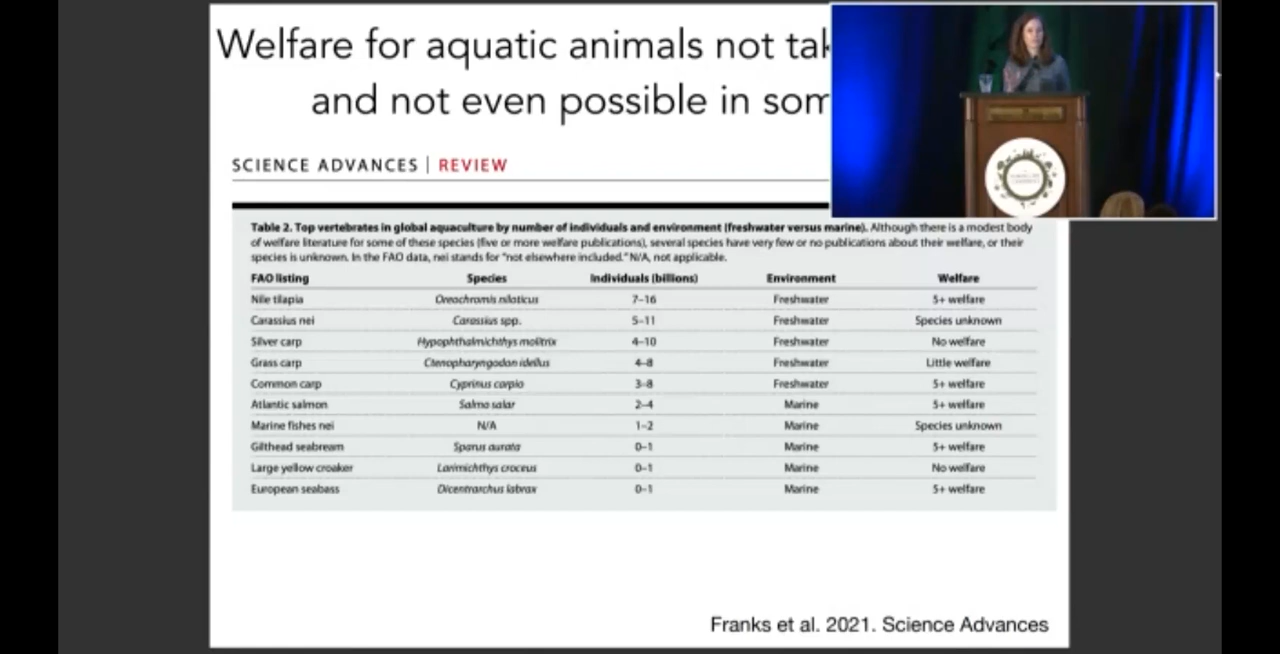 Welfare for aquatic animals not tak
and not even possible in som
SCIENCE ADVANCES | REVIEW
Table 2. Top vertebrates in global aquaculture by number of individuals and environment (freshwater versus marine). Although there is a modest body
of welfare literature for some of these species (five or more welfare publications), several species have very few or no publications about their welfare, or their
species is unknown. In the FAO data, nei stands for "not elsewhere included." N/A, not applicable.
FAO listing Species Individuals (billions) Environment Welfare
Nile tilapia Oreochromis niloticus 7–16 Freshwater 5+ welfare
Carassius nei Carassius spp. 5–11 Freshwater Species unknown
Silver carp Hypophthalmichthys molitrix 4–10 Freshwater No welfare
Grass carp Ctenopharyngodon idellus 4–8 Freshwater Little welfare
Common carp Cyprinus carpio 3–8 Freshwater 5+ welfare
Atlantic salmon Salmo salar 2–4 Marine 5+ welfare
Marine fishes nei N/A 1–2 Marine Species unknown
Gilthead seabream Sparus aurata 0–1 Marine 5+ welfare
Large yellow croaker Larimichthys croceus 0–1 Marine No welfare
European seabass Dicentrarchus labrax 0–1 Marine 5+ welfare
Franks et al. 2021. Science Advances